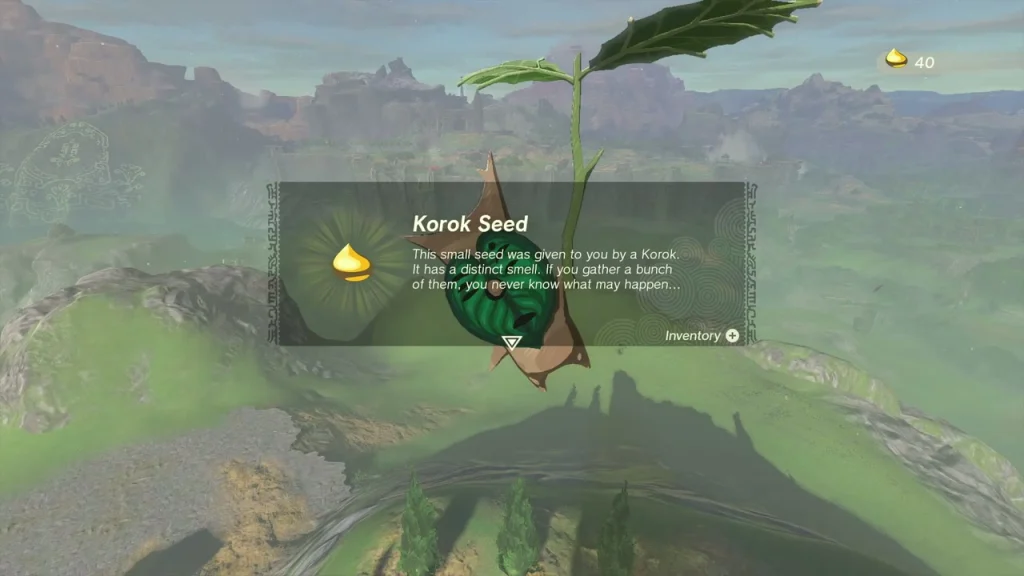 40
Korok Seed
This small seed was given to you by a Korok.
It has a distinct smell. If you gather a bunch
of them, you never know what may happen...
Inventory